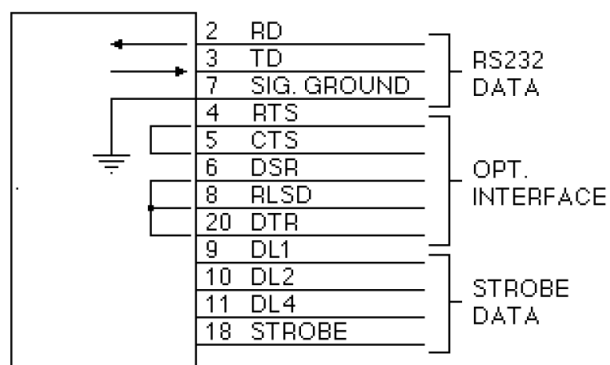 2 RD
3 TD
7 SIG. GROUND
RS232
DATA
4 RTS
5 CTS
6 DSR
8 RLSD
20 DTR
OPT.
INTERFACE
9 DL1
10 DL2
11 DL4
18 STROBE
STROBE
DATA